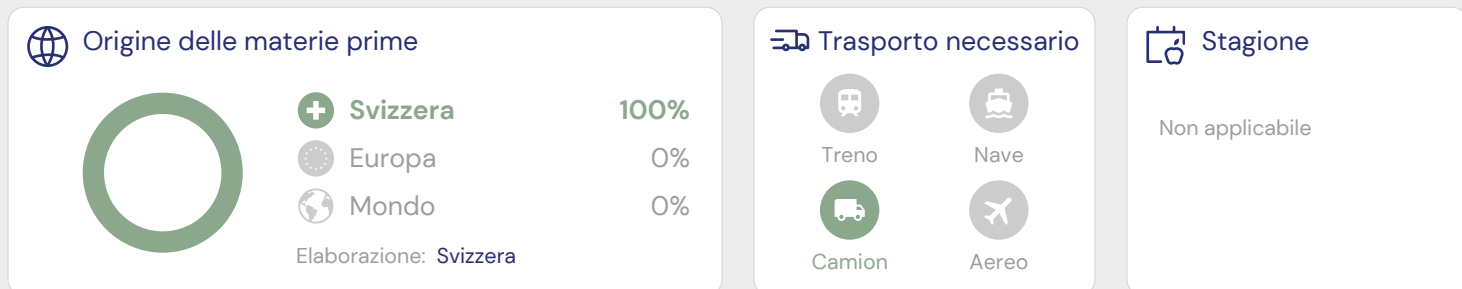 Origine delle materie prime
Svizzera 100%
Europa 0%
Mondo 0%
Elaborazione: Svizzera
Trasporto necessario
Treno
Nave
Camion
Aereo
Stagione
Non applicabile